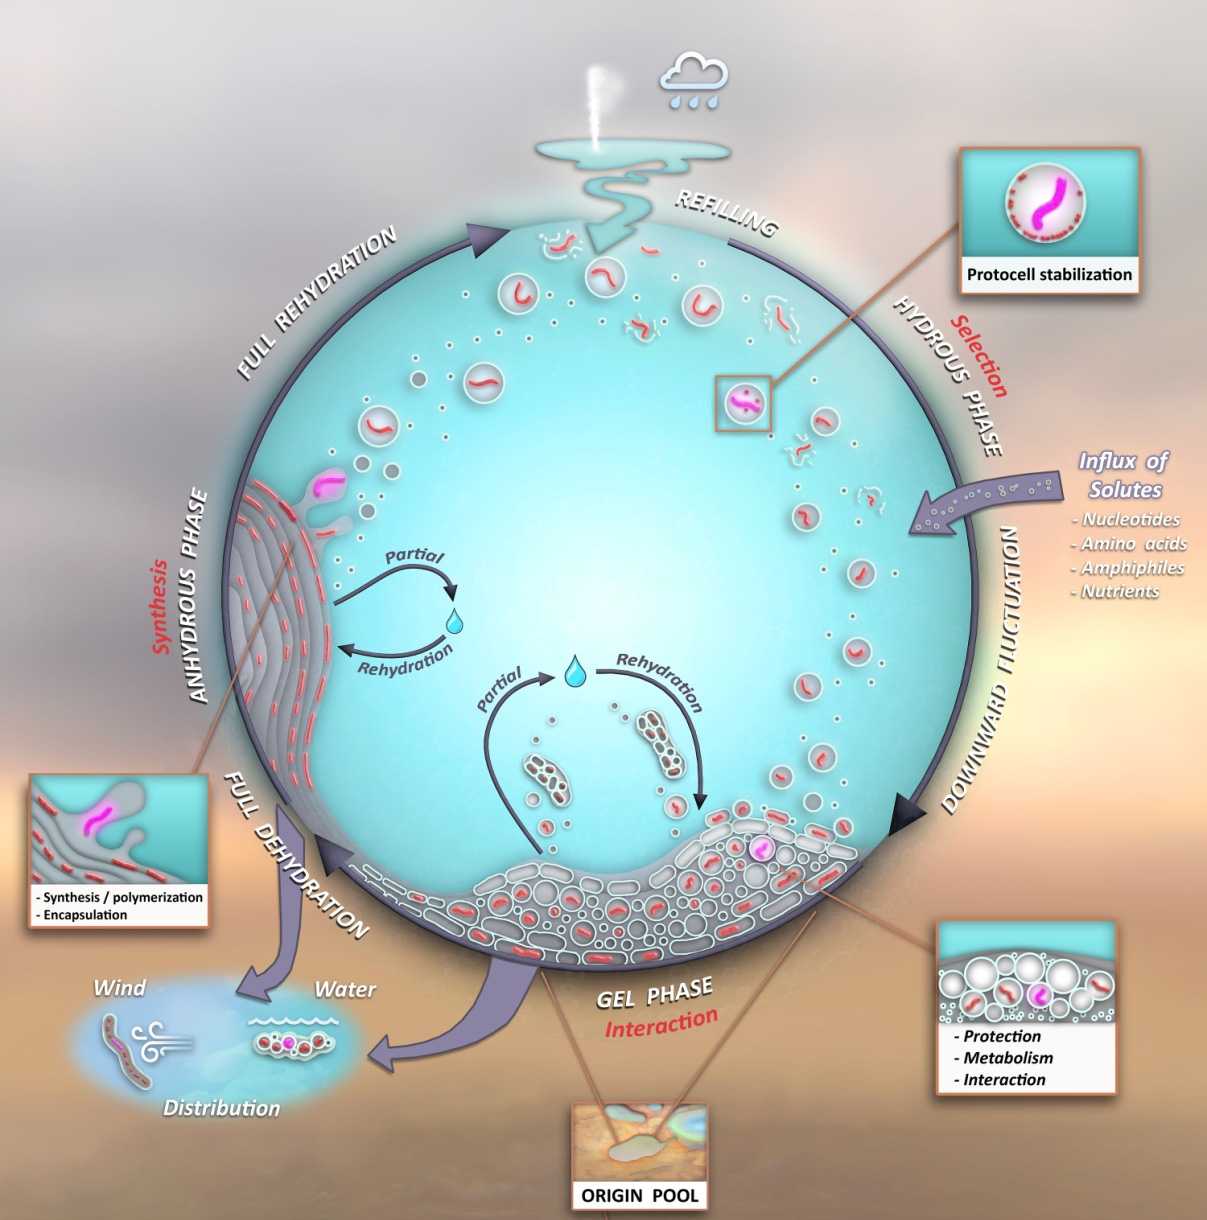 REFILLING
FULL REHYDRATION
Protocell stabilization
Selection
HYDROUS PHASE
Influx of
Solutes
- Nucleotides
- Amino acids
- Amphiphiles
- Nutrients
Synthesis
ANHYDROUS PHASE
Partial
Rehydration
Partial
Rehydration
DOWNWARD FLUCTUATION
FULL DEHYDRATION
- Synthesis / polymerization
- Encapsulation
Wind
Water
Distribution
GEL PHASE
Interaction
- Protection
- Metabolism
- Interaction
ORIGIN POOL